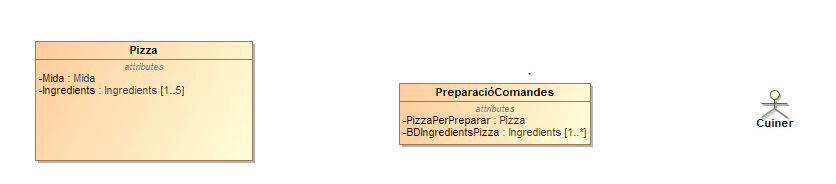 Pizza
attributes
-Mida : Mida
-Ingredients : Ingredients [1..5]
PreparacióComandes
attributes
-PizzaPerPreparar : Pizza
-BDIngredientsPizza : Ingredients [1..*]
Cuiner